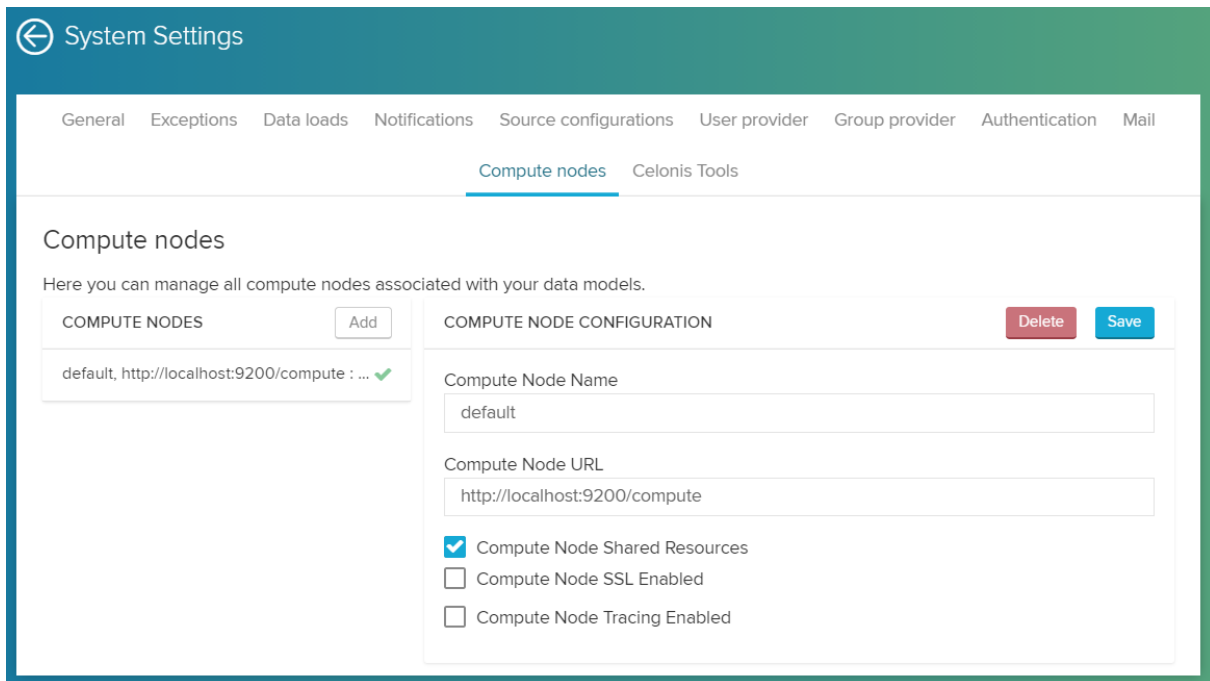 System Settings
General Exceptions Data loads Notifications Source configurations User provider Group provider Authentication Mail
Compute nodes Celonis Tools
Compute nodes
Here you can manage all compute nodes associated with your data models.
COMPUTE NODES Add
default, http://localhost:9200/compute : ...
COMPUTE NODE CONFIGURATION Delete Save
Compute Node Name
default
Compute Node URL
http://localhost:9200/compute
Compute Node Shared Resources
Compute Node SSL Enabled
Compute Node Tracing Enabled